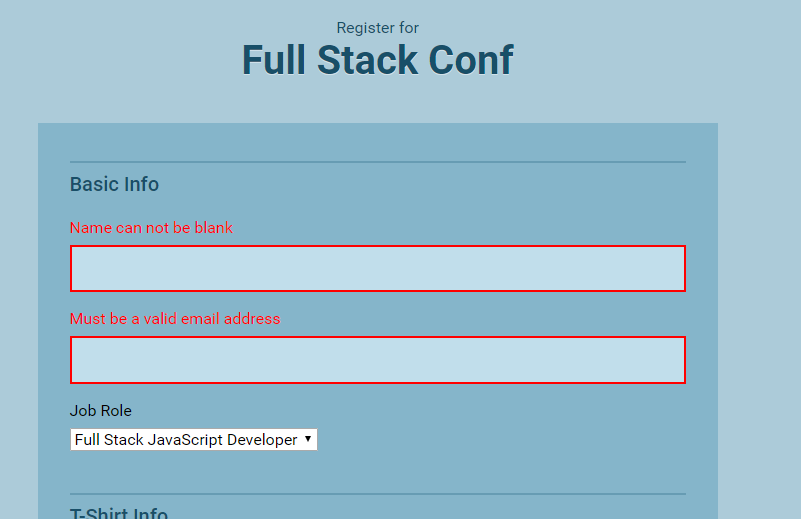 Register for
Full Stack Conf
Basic Info
Name can not be blank
Must be a valid email address
Job Role
Full Stack JavaScript Developer
T-Shirt Info